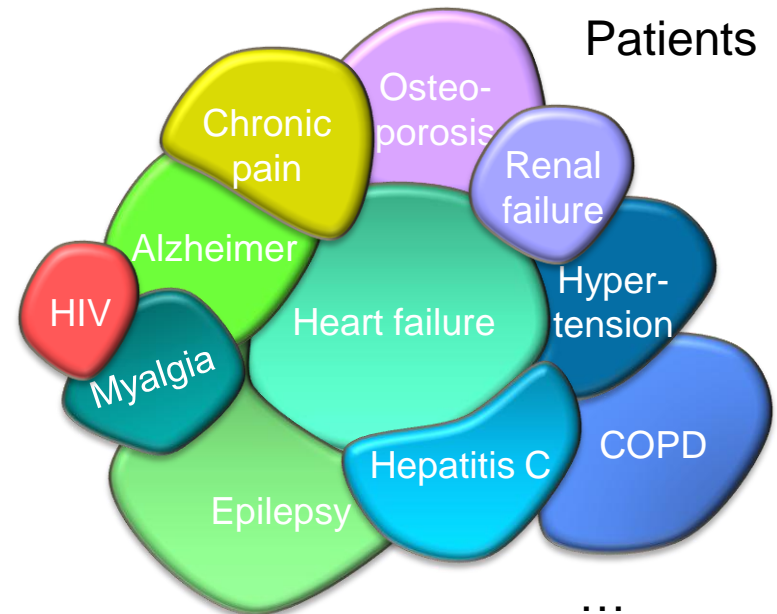 Patients
Osteo-
porosis
Chronic
pain
Renal
failure
Alzheimer
Hyper-
tension
HIV
Heart failure
Myalgia
COPD
Hepatitis C
Epilepsy
...